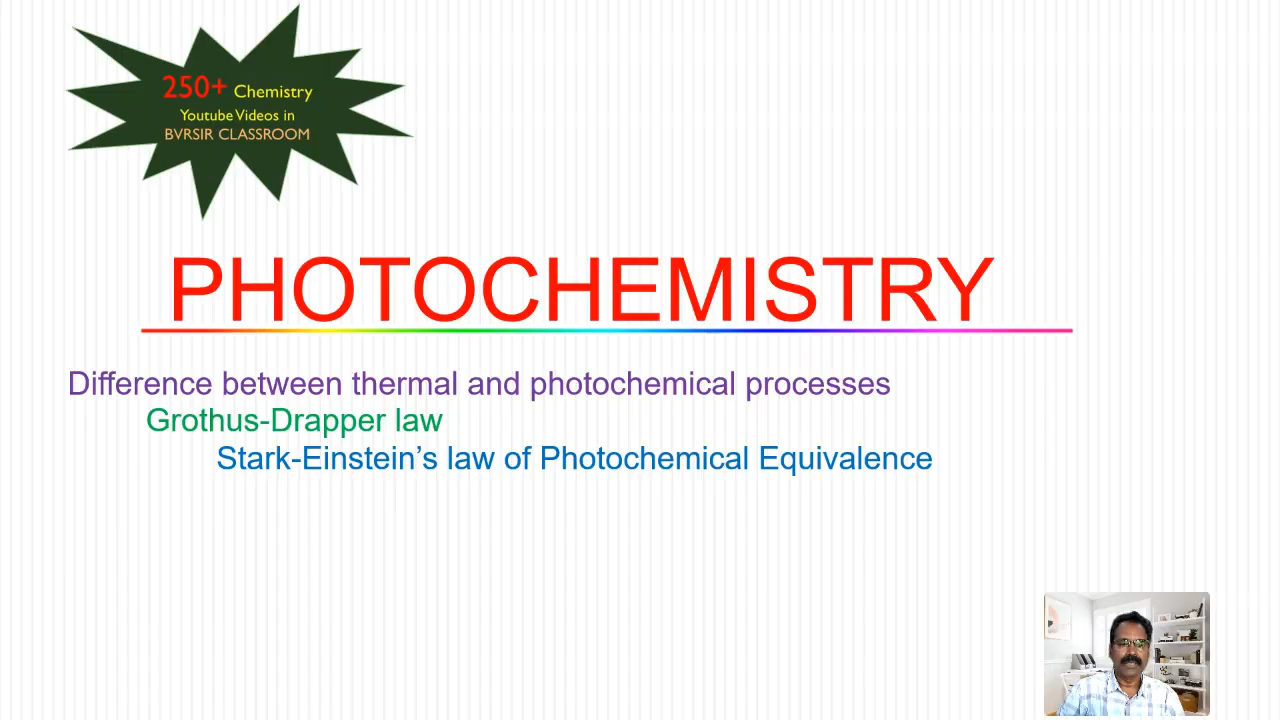 250+ Chemistry
Youtube Videos in
BVRSIR CLASSROOM
PHOTOCHEMISTRY
Difference between thermal and photochemical processes
Grothus-Drapper law
Stark-Einstein’s law of Photochemical Equivalence